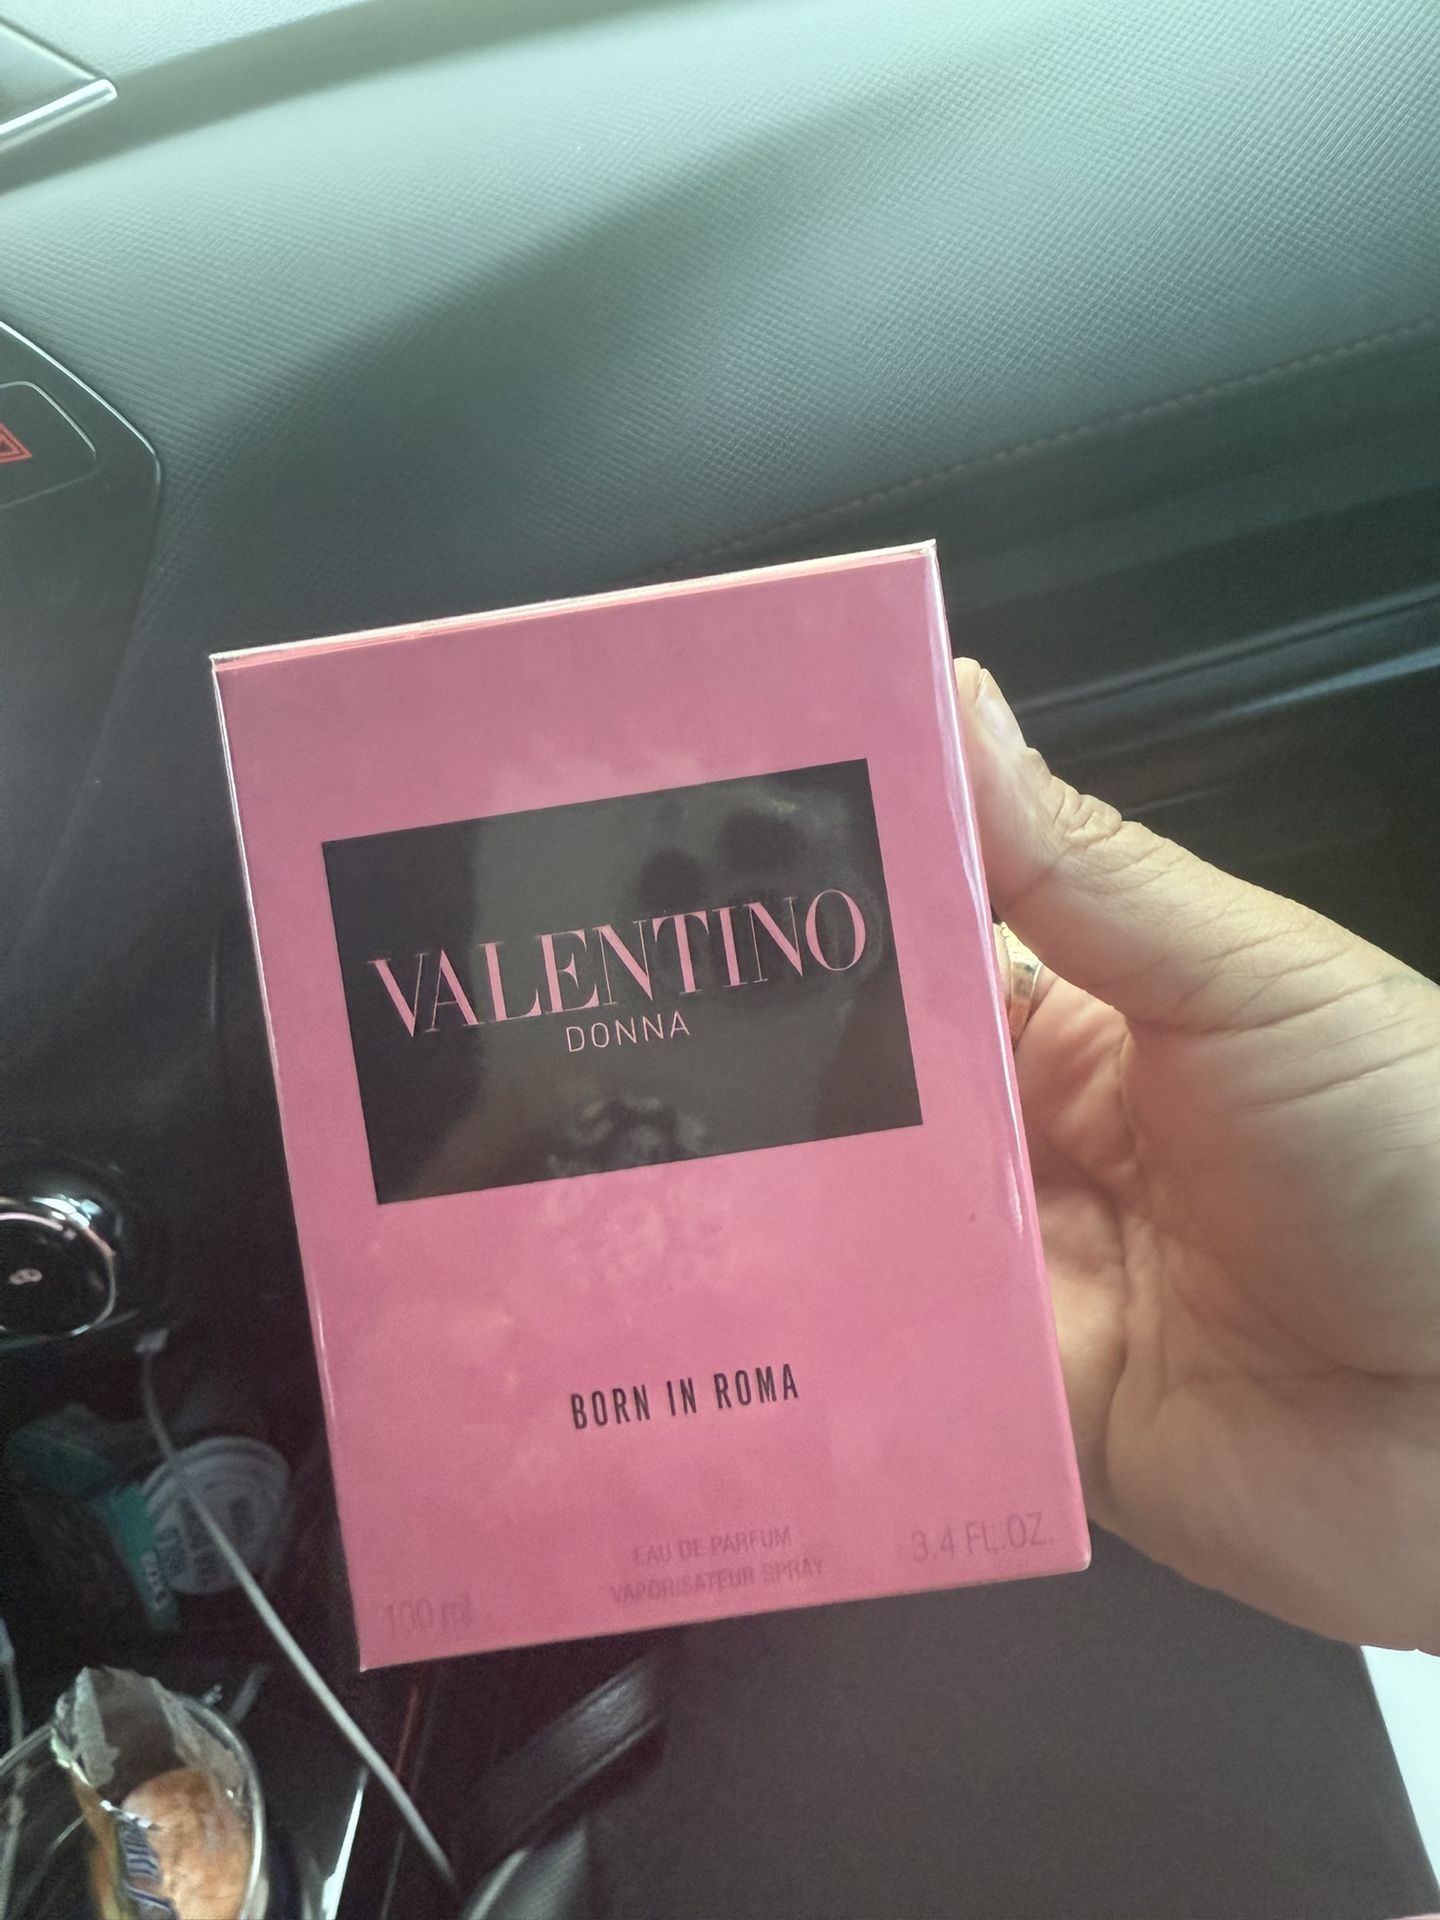 VALENTINO
DONNA
BORN IN ROMA
EAU DE PARFUM
VAPORISATEUR SPRAY
100 ml
3.4 FL.OZ.